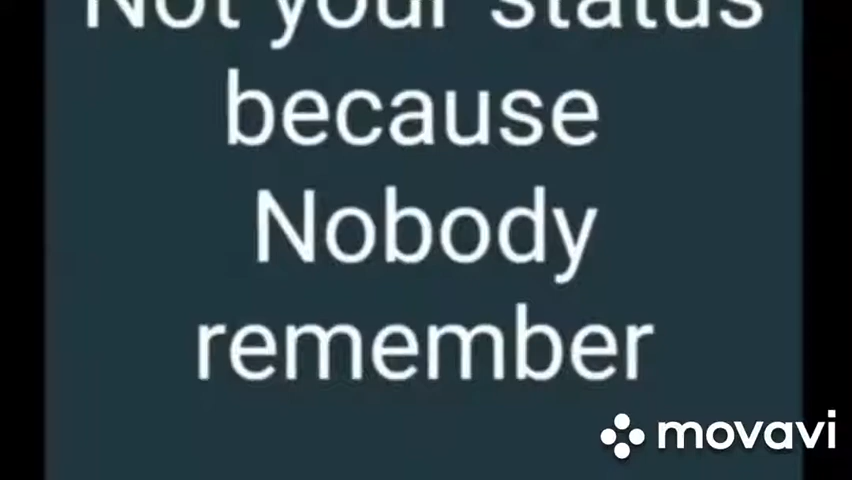 Not your status
because
Nobody
remember
movavi